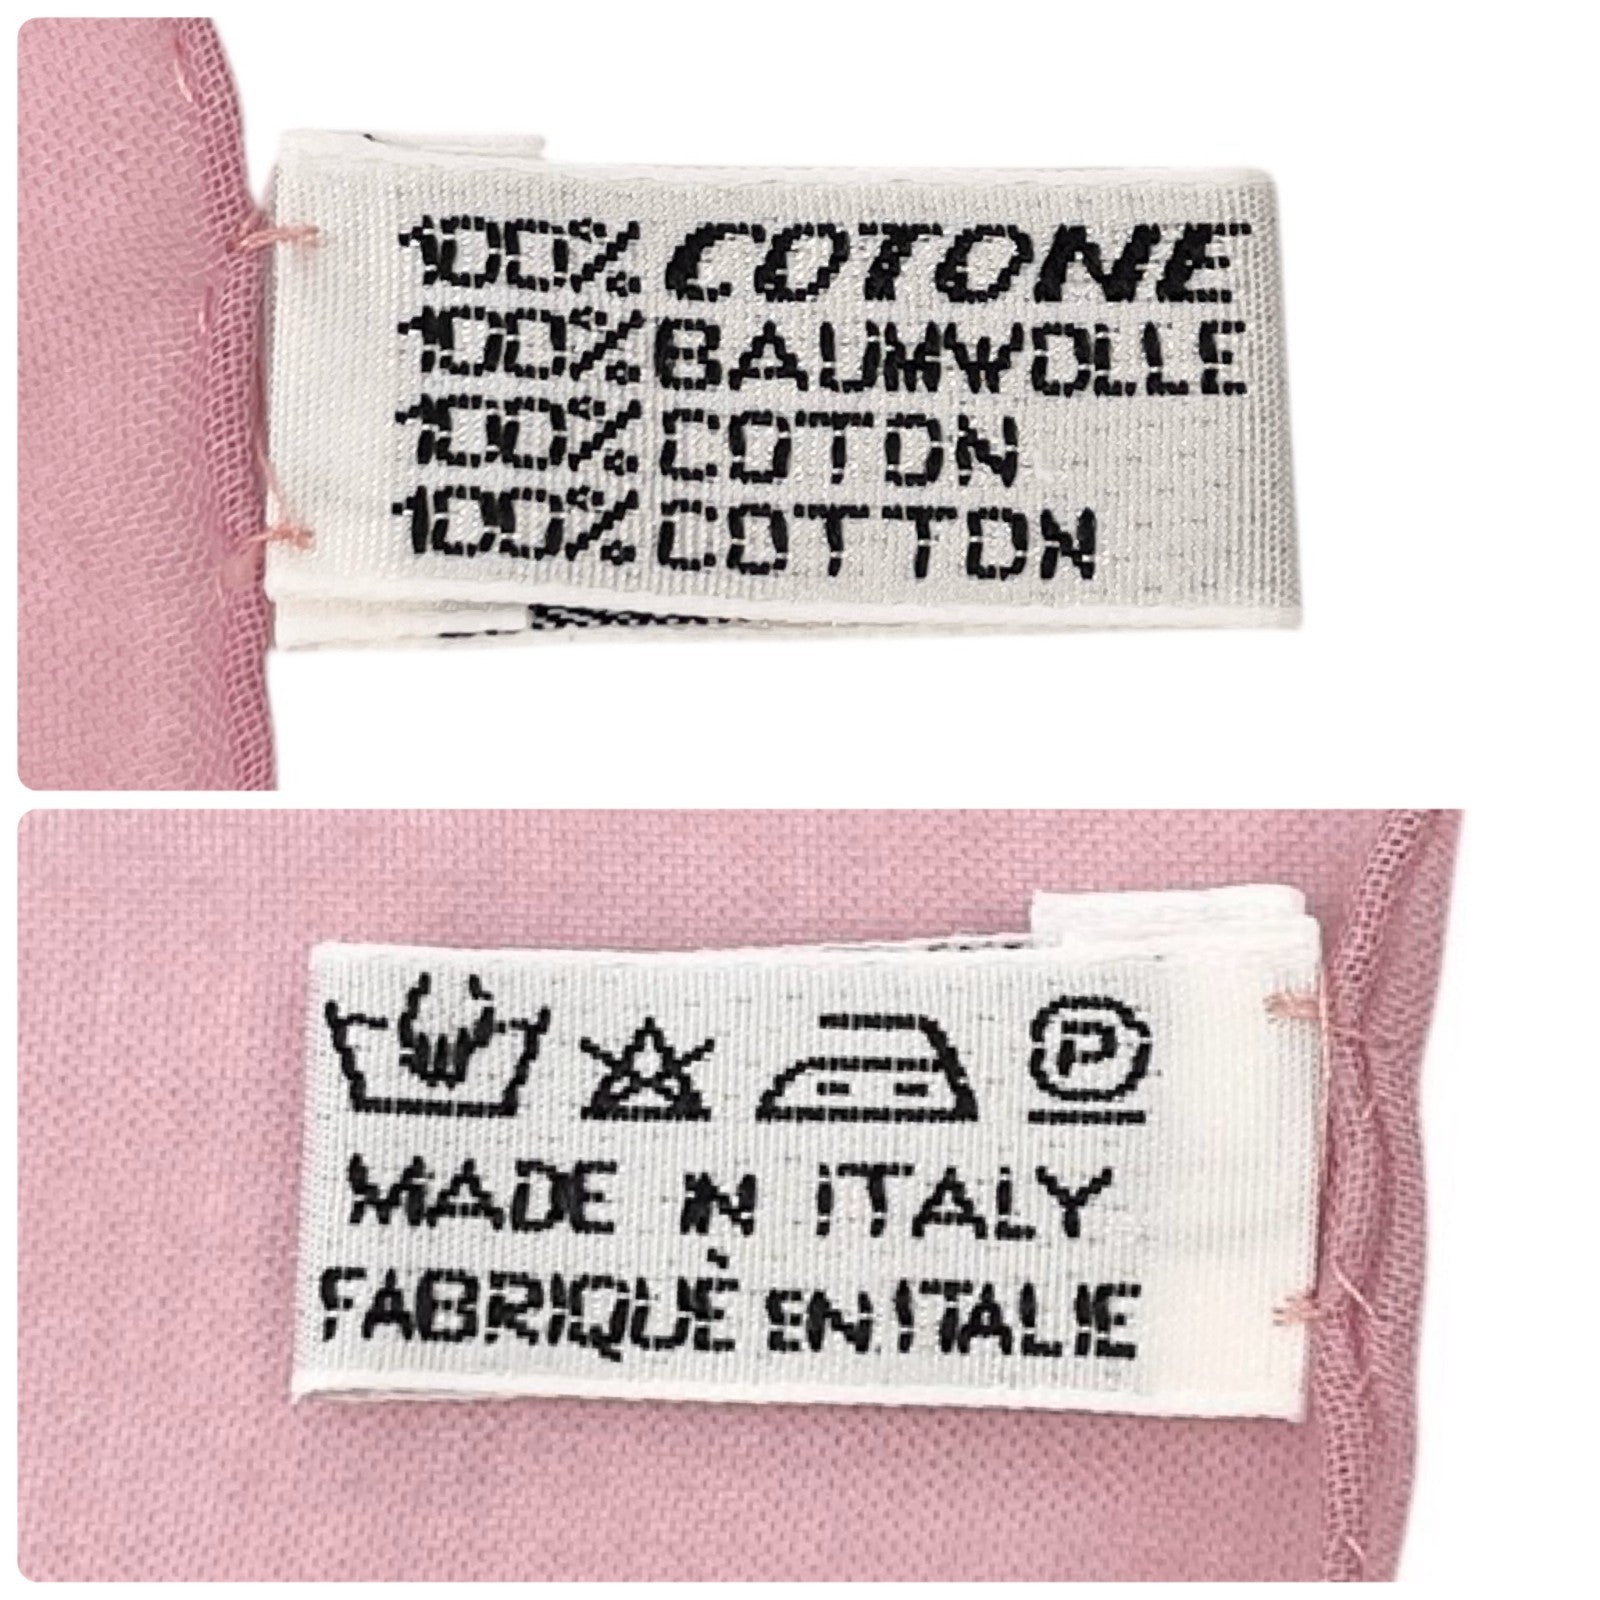 100% COTONE
100% BAUMWOLLE
100% COTON
100% COTTON
P
MADE IN ITALY
FABRIQUÈ EN ITALIE